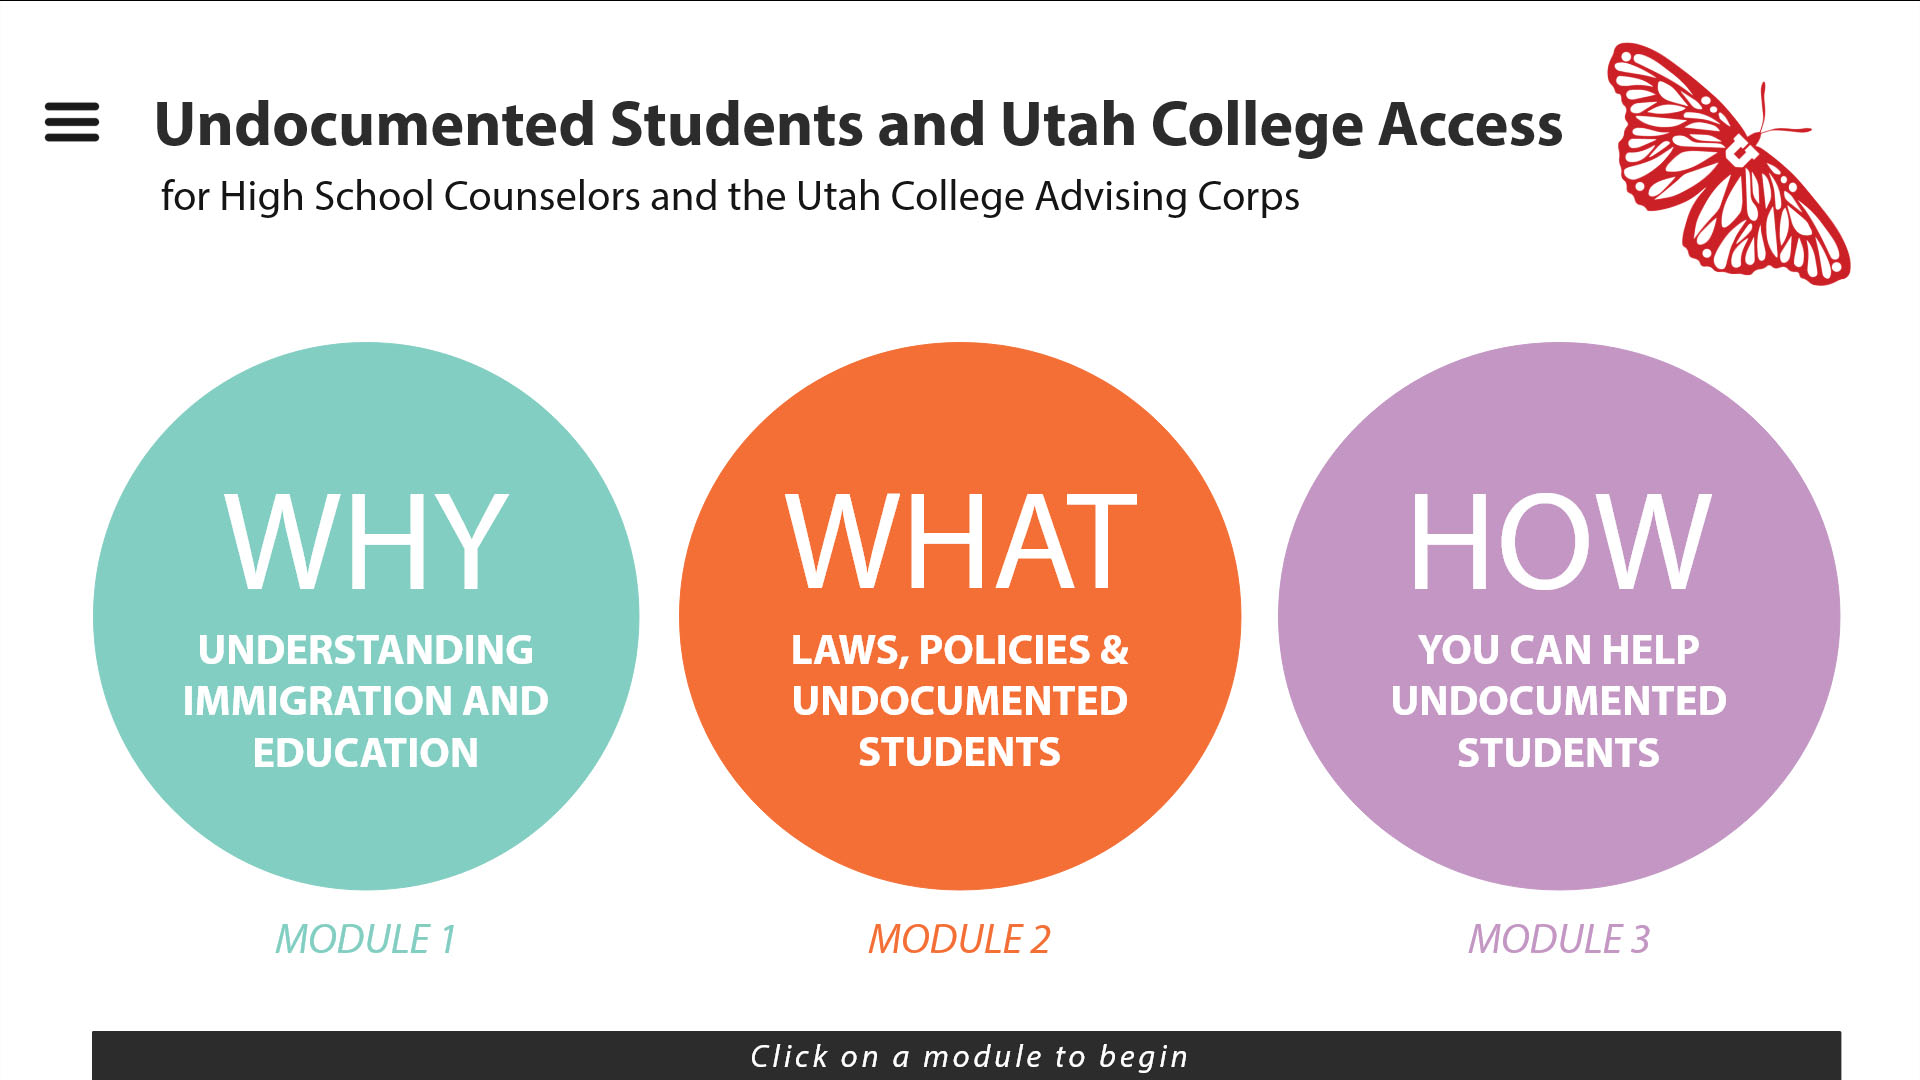 Undocumented Students and Utah College Access
for High School Counselors and the Utah College Advising Corps
WHY
UNDERSTANDING
IMMIGRATION AND
EDUCATION
MODULE 1
WHAT
LAWS, POLICIES &
UNDOCUMENTED
STUDENTS
MODULE 2
HOW
YOU CAN HELP
UNDOCUMENTED
STUDENTS
MODULE 3
Click on a module to begin